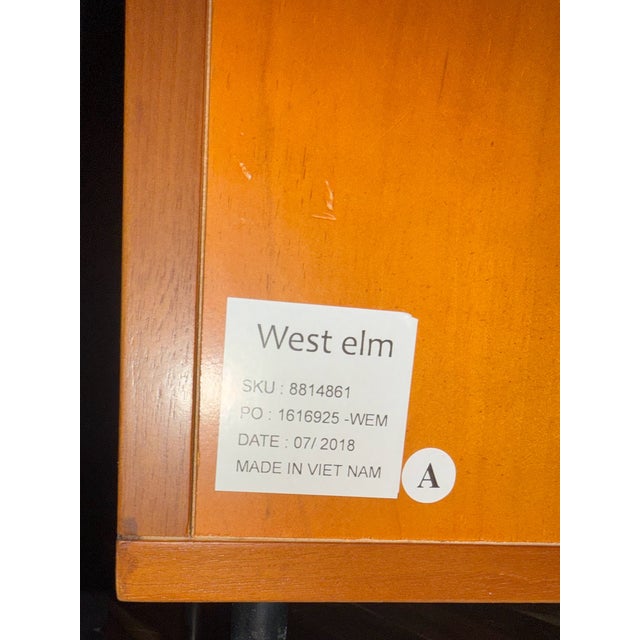 West elm
SKU : 8814861
PO : 1616925 -WEM
DATE : 07/ 2018
MADE IN VIET NAM
A